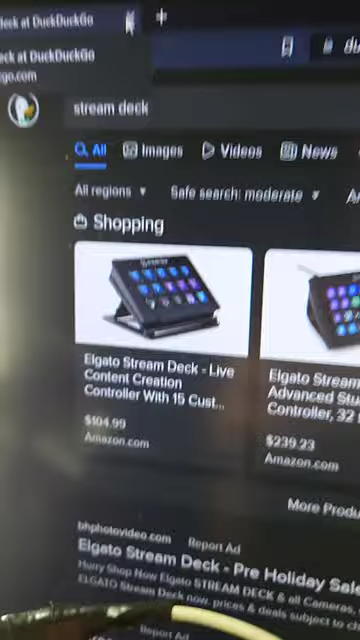 eck at DuckDuckGo
eck at DuckDuckGo
go.com
stream deck
All
Images
Videos
News
All regions
Safe search: moderate
Shopping
Elgato Stream Deck - Live
Content Creation
Controller With 15 Cust...
$104.99
Amazon.com
Elgato Stream
Advanced Stu
Controller, 32
$239.23
Amazon.com
More Produ
bhphotovideo.com Report Ad
Elgato Stream Deck - Pre Holiday Sal
Hurry Shop Now Elgato STREAM DECK & all Cameras,
ELGATO Stream Deck now. prices & deals subject to c
Report Ad